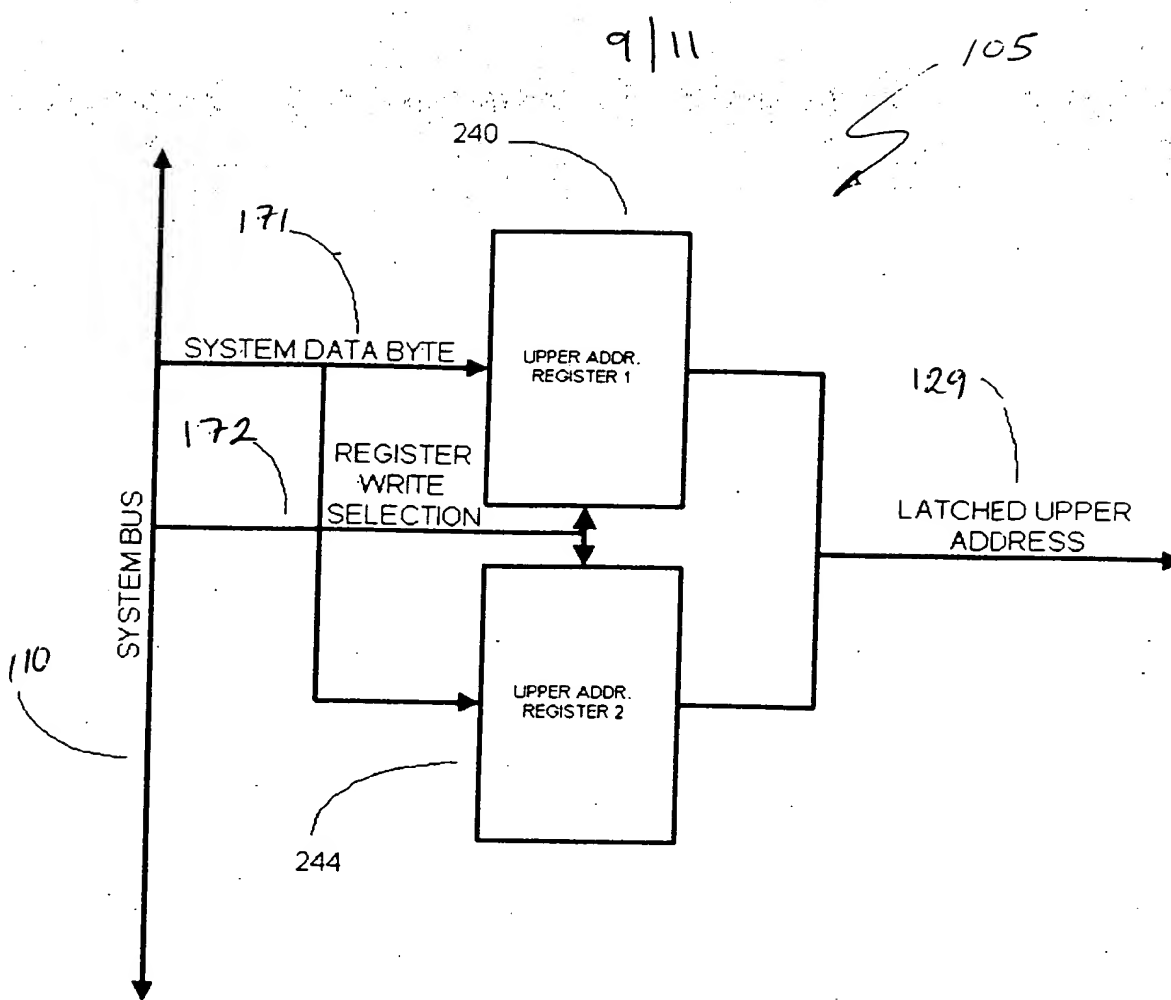 9/11
105
240
171
SYSTEM DATA BYTE
UPPER ADDR.
REGISTER 1
129
172
REGISTER
WRITE
SELECTION
LATCHED UPPER
ADDRESS
SYSTEM BUS
110
UPPER ADDR.
REGISTER 2
244